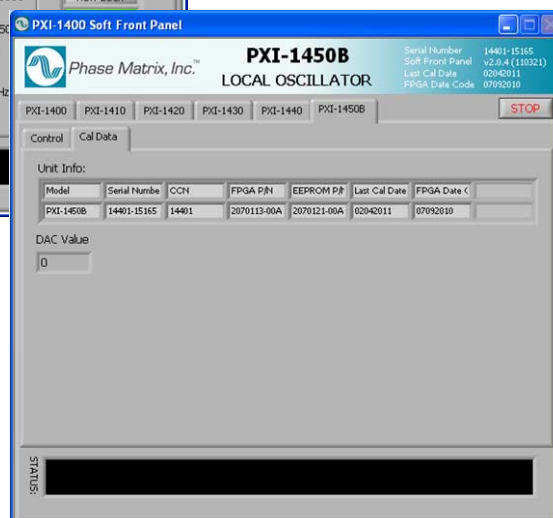 PXI-1400 Soft Front Panel
Phase Matrix, Inc.™
PXI-1450B
LOCAL OSCILLATOR
Serial Number 14401-15165
Soft Front Panel v2.0.4 (110321)
Last Cal Date 02042011
FPGA Date Code 07092010
PXI-1400 PXI-1410 PXI-1420 PXI-1430 PXI-1440 PXI-1450B STOP
Control Cal Data
Unit Info:
Model Serial Numbe CCN FPGA P/N EEPROM P/ Last Cal Date FPGA Date C
PXI-1450B 14401-15165 14401 2070113-00A 2070121-00A 02042011 07092010
DAC Value
0
STATUS: